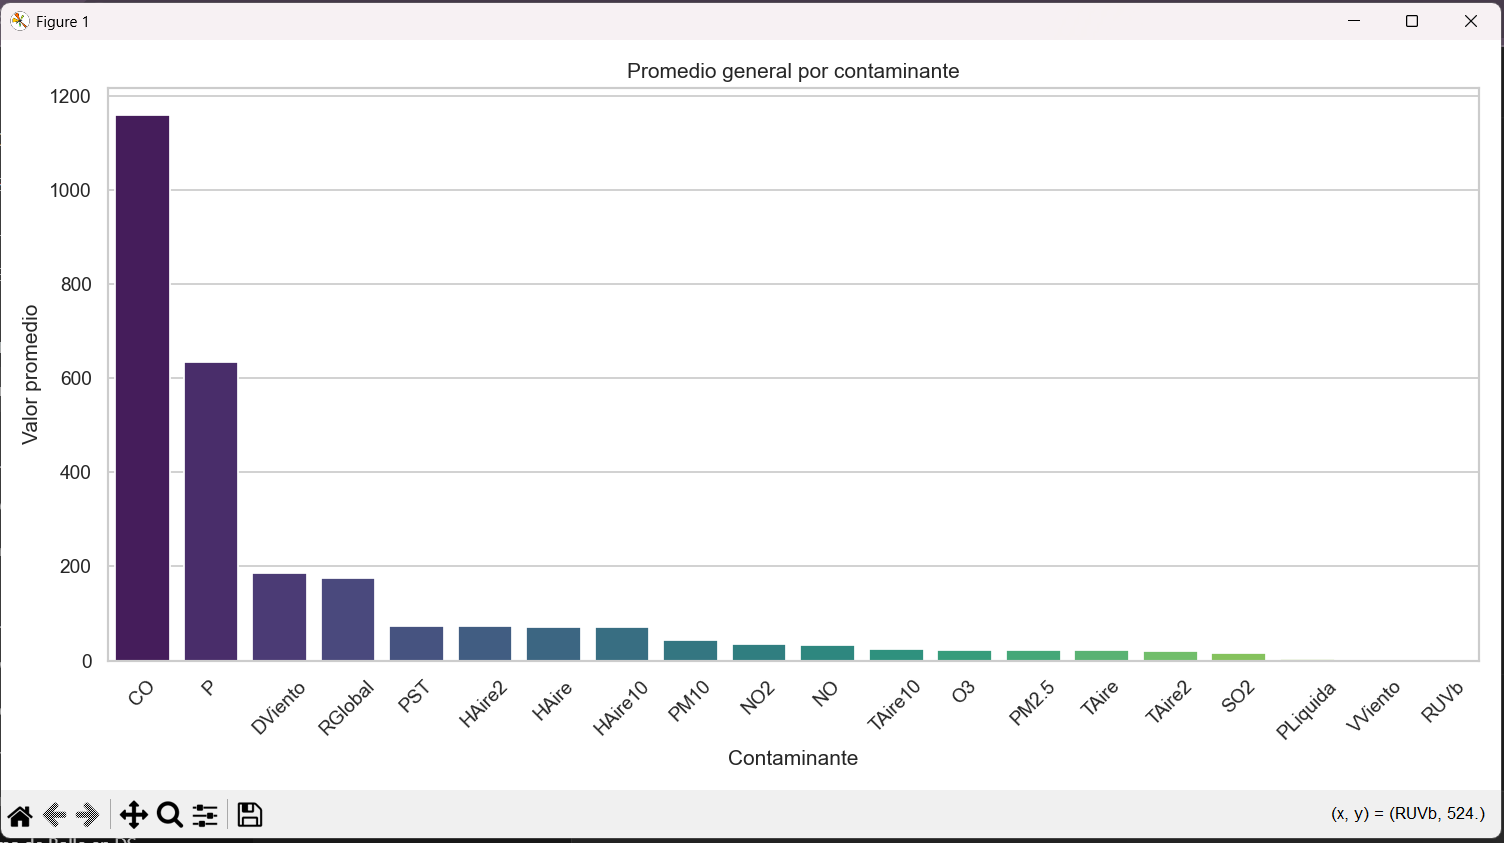 Figure 1
Promedio general por contaminante
1200
1000
800
600
400
200
0
Valor promedio
CO
P
DViento
RGlobal
PST
HAire2
HAire
HAire10
PM10
NO2
NO
TAire10
O3
PM2.5
TAire
TAire2
SO2
PLiquida
VViento
RUVb
Contaminante
(x, y) = (RUVb, 524.)